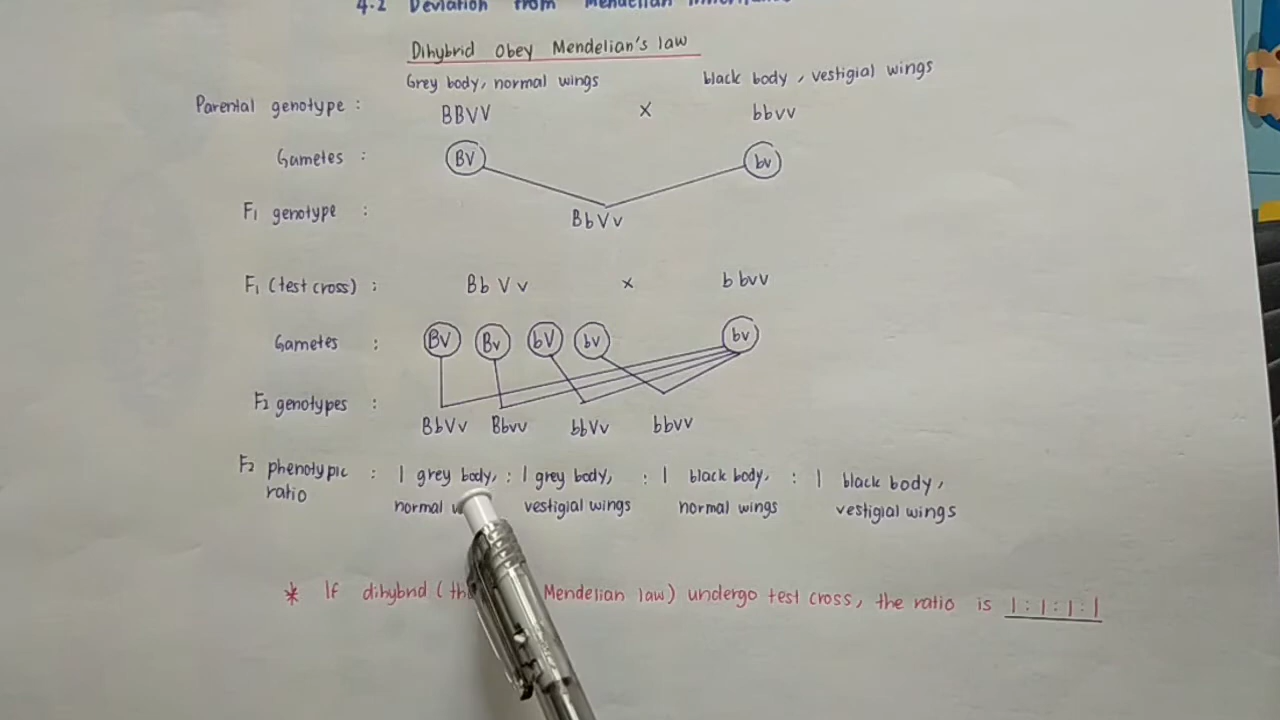 4.2 Deviation from Mendelian Inheritance
Dihybrid Obey Mendelian's law
Grey body, normal wings black body, vestigial wings
Parental genotype : BBVV x bbvv
Gametes : BV bv
F1 genotype : BbVv
F1 (test cross) : BbVv x bbvv
Gametes : BV Bv bV bv bv
F2 genotypes : BbVv Bbvv bbVv bbvv
F2 phenotypic : 1 grey body, : 1 grey body, : 1 black body, : 1 black body,
ratio normal vestigial wings normal wings vestigial wings
* If dihybrid ( Mendelian law) undergo test cross, the ratio is 1:1:1:1